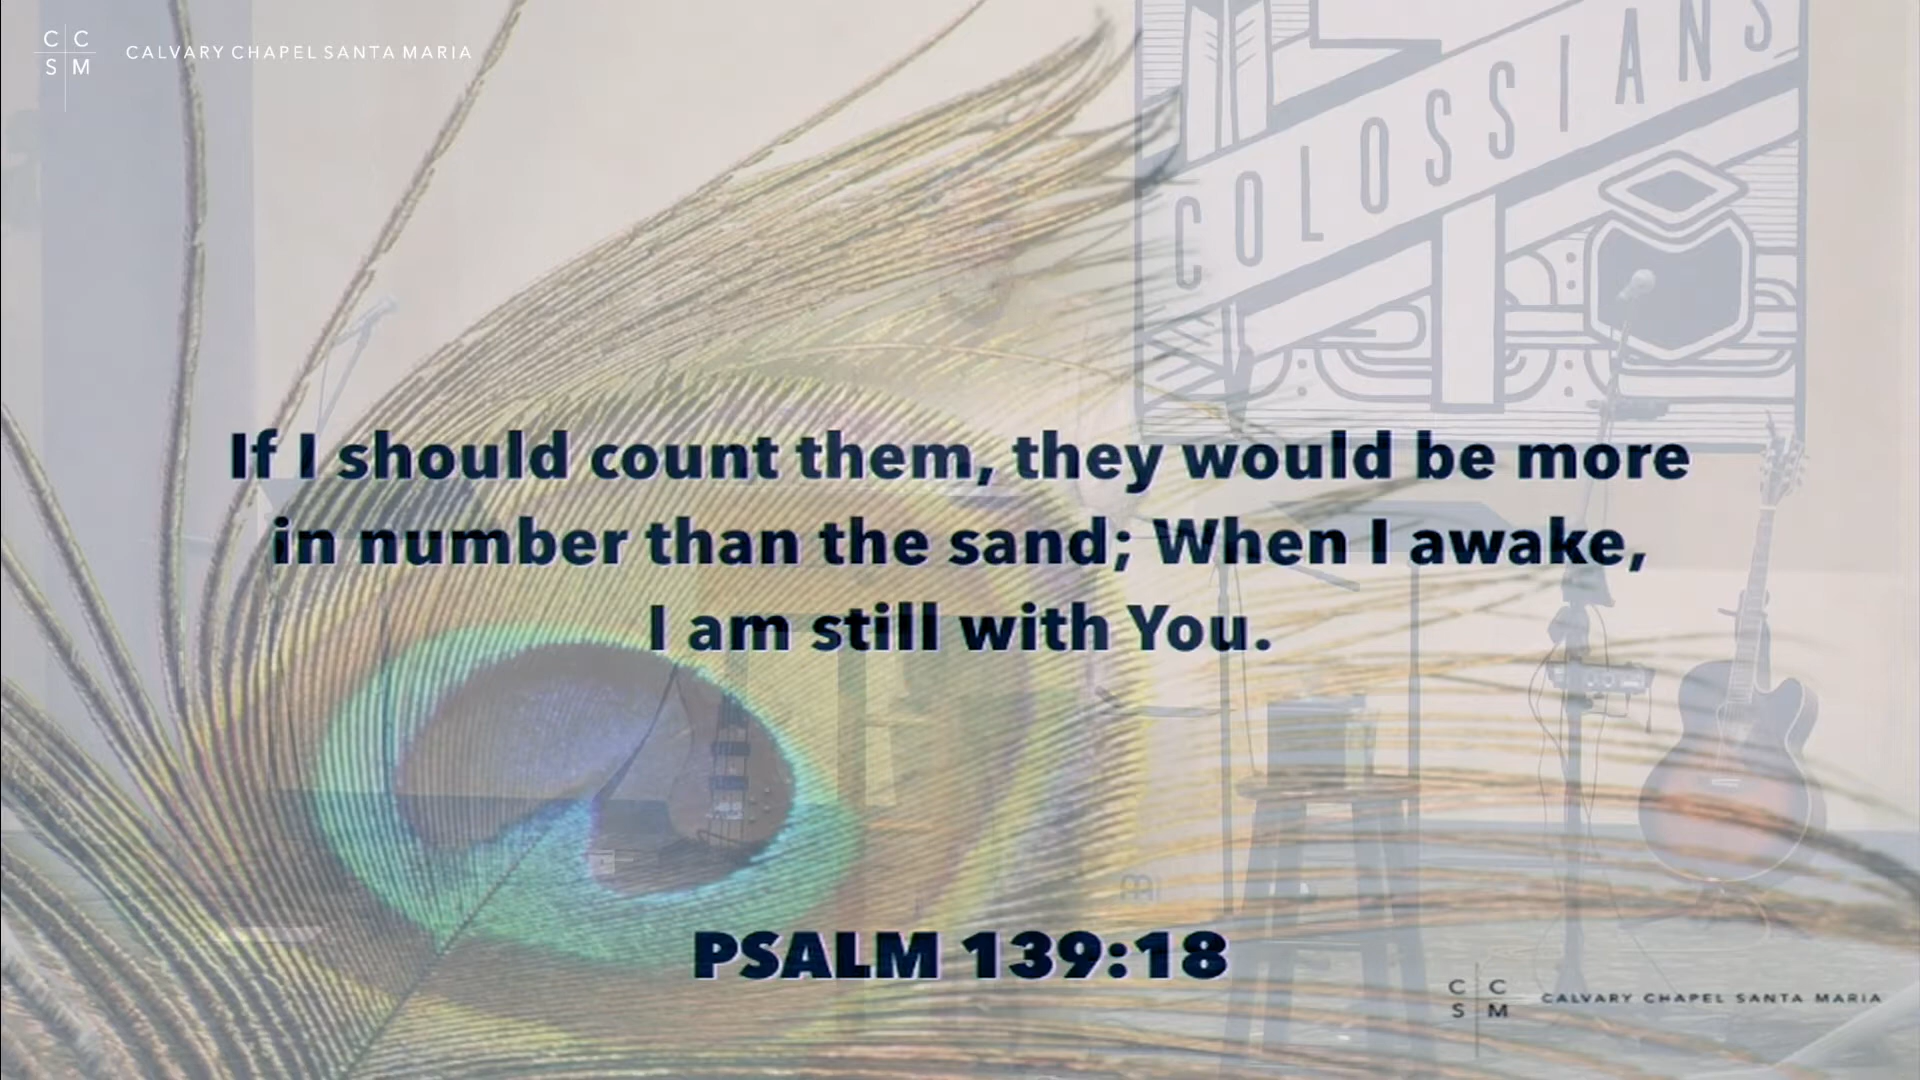 C C
S M
CALVARY CHAPEL SANTA MARIA
COLOSSIANS
If I should count them, they would be more
in number than the sand; When I awake,
I am still with You.
PSALM 139:18
C C
S M
CALVARY CHAPEL SANTA MARIA